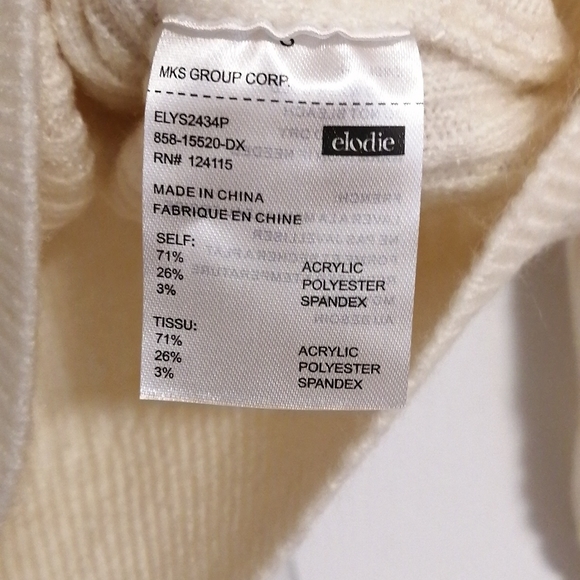 MKS GROUP CORP.
ELYS2434P
858-15520-DX
RN# 124115
elodie
MADE IN CHINA
FABRIQUE EN CHINE
SELF:
71% ACRYLIC
26% POLYESTER
3% SPANDEX
TISSU:
71% ACRYLIC
26% POLYESTER
3% SPANDEX